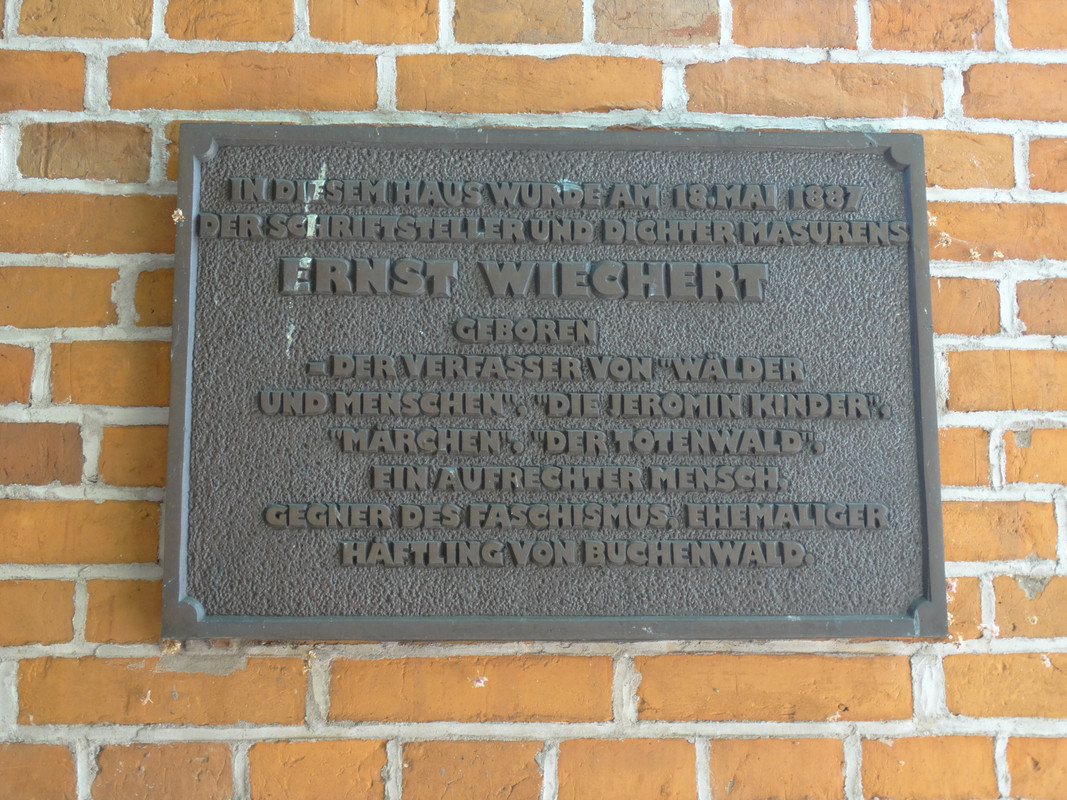 IN DIESEM HAUS WURDE AM 18.MAI 1887
DER SCHRIFTSTELLER UND DICHTER MASURENS
ERNST WIECHERT
GEBOREN
- DER VERFASSER VON "WÄLDER
UND MENSCHEN", "DIE JEROMIN KINDER",
"MÄRCHEN", "DER TOTENWALD",
EIN AUFRECHTER MENSCH,
GEGNER DES FASCHISMUS, EHEMALIGER
HÄFTLING VON BUCHENWALD.